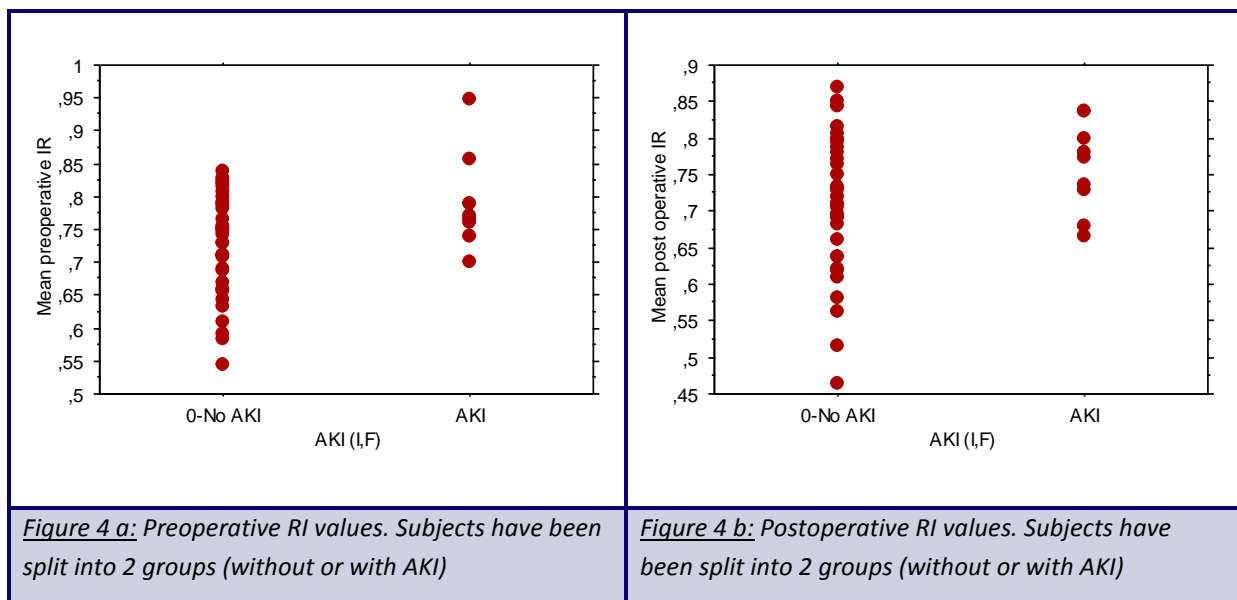 1
,95
,9
,85
,8
,75
,7
,65
,6
,55
,5
Mean preoperative IR
0-No AKI AKI
AKI (I,F)
,9
,85
,8
,75
,7
,65
,6
,55
,5
,45
Mean post operative IR
0-No AKI AKI
AKI (I,F)
Figure 4 a: Preoperative RI values. Subjects have been
split into 2 groups (without or with AKI)
Figure 4 b: Postoperative RI values. Subjects have
been split into 2 groups (without or with AKI)